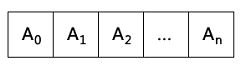 A₀ A₁ A₂ ... Aₙ